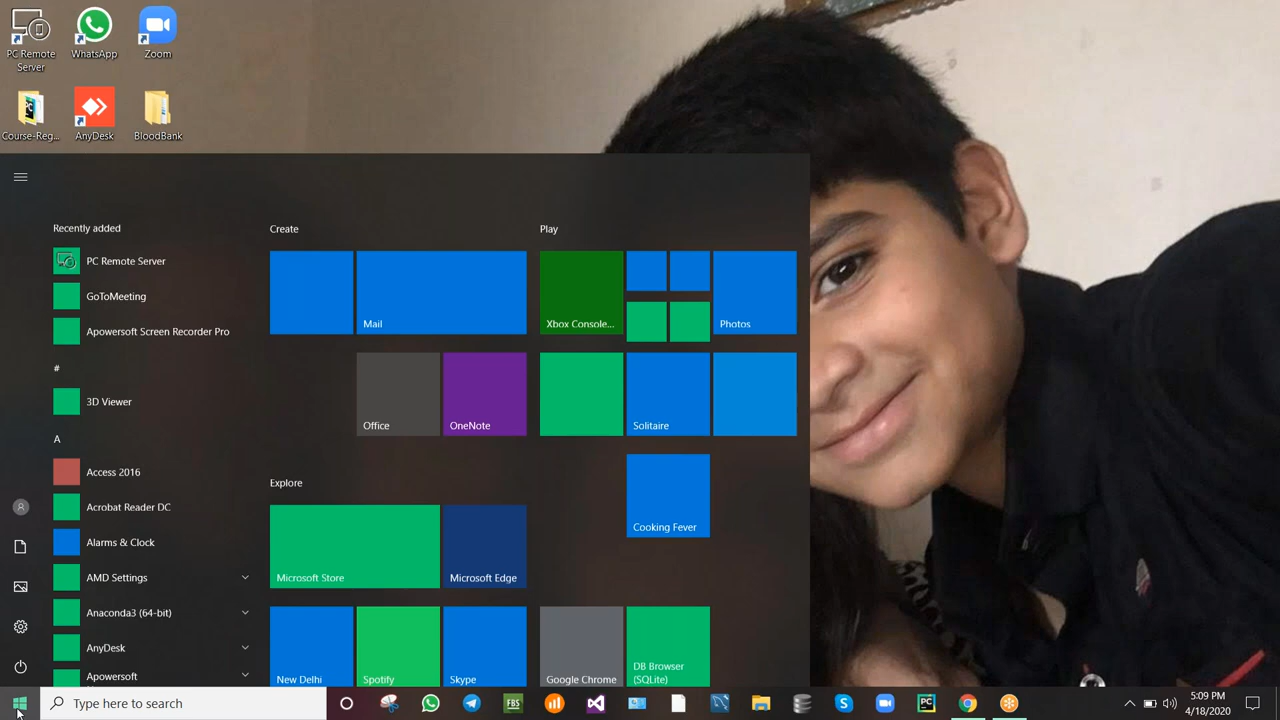 PC Remote
Server
WhatsApp
Zoom
Course-Reg...
AnyDesk
BloodBank
Recently added
PC Remote Server
GoToMeeting
Apowersoft Screen Recorder Pro
#
3D Viewer
A
Access 2016
Acrobat Reader DC
Alarms & Clock
AMD Settings
Anaconda3 (64-bit)
AnyDesk
Apowersoft
Create
Mail
Office
OneNote
Explore
Microsoft Store
Microsoft Edge
New Delhi
Spotify
Skype
Play
Xbox Console...
Photos
Solitaire
Cooking Fever
Google Chrome
DB Browser
(SQLite)
Type here to search
FBS
PC
5:09 PM
4/18/2020